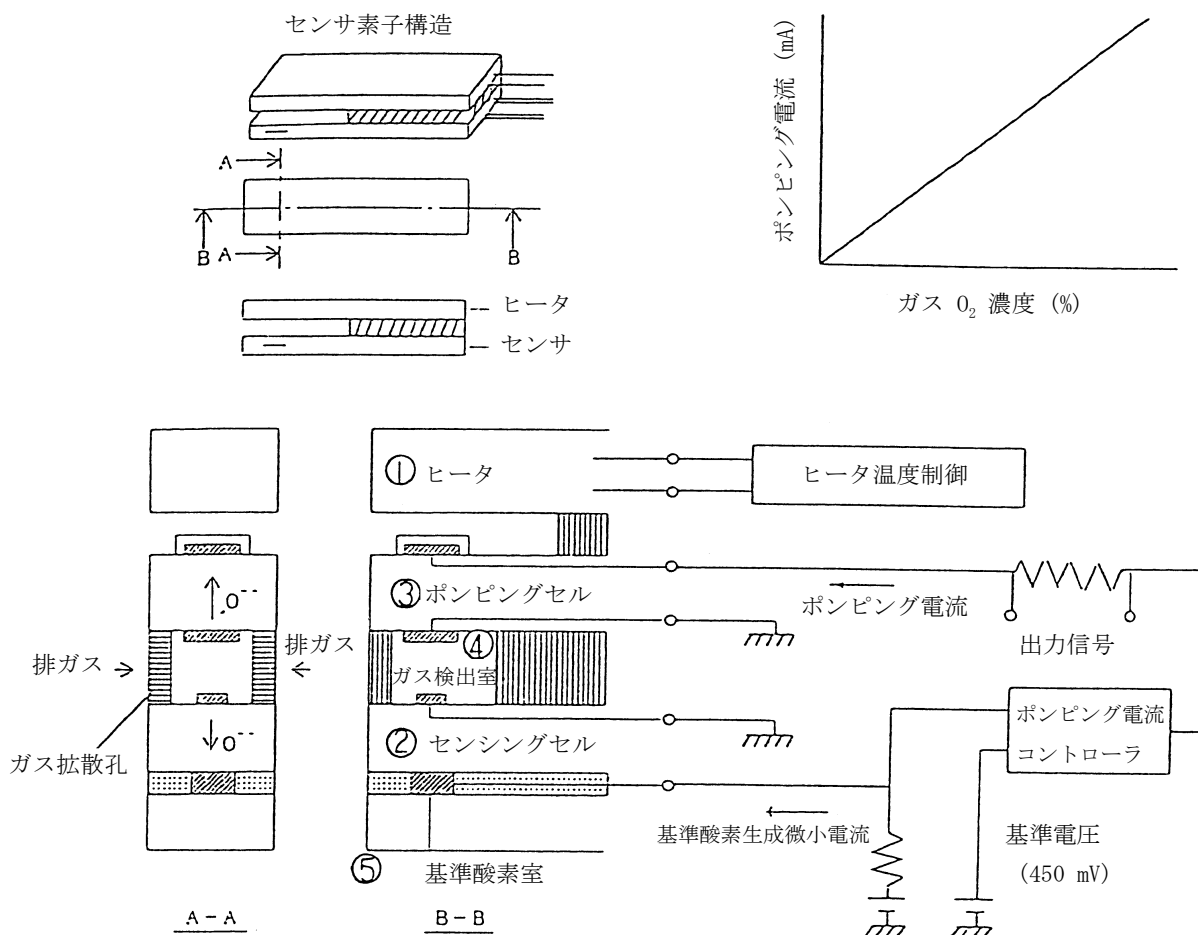 センサ素子構造
A
B
A
B
ヒータ
センサ
ポンピング電流 (mA)
ガス O₂ 濃度 (%)
① ヒータ
ヒータ温度制御
O--
③ ポンピングセル
ポンピング電流
出力信号
排ガス
排ガス
④
ガス検出室
ガス拡散孔
O--
② センシングセル
ポンピング電流
コントローラ
基準酸素生成微小電流
基準電圧
(450 mV)
⑤
基準酸素室
A-A
B-B